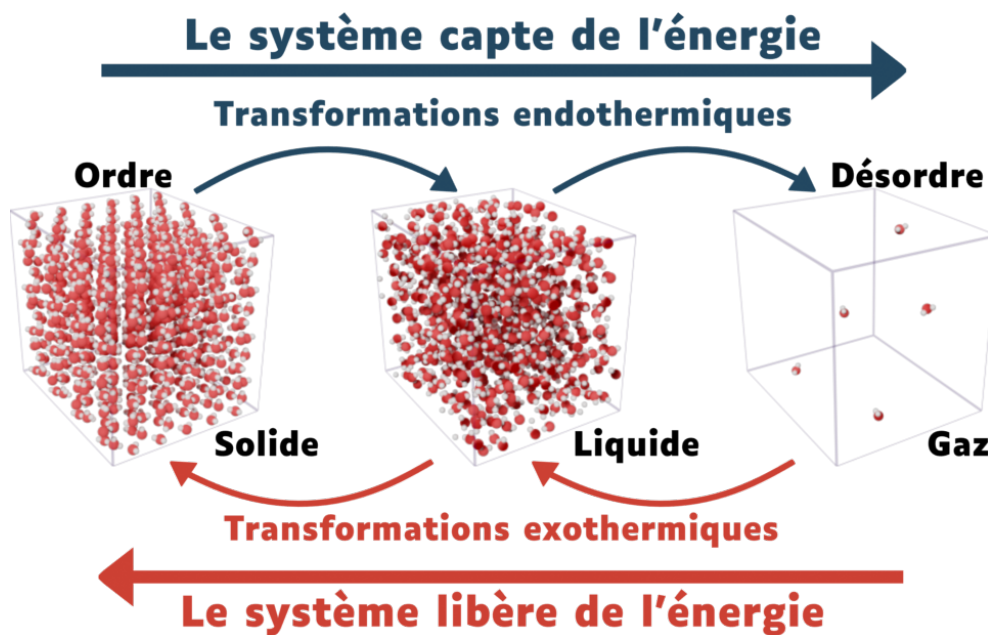 Le système capte de l'énergie
Transformations endothermiques
Ordre
Désordre
Solide
Liquide
Gaz
Transformations exothermiques
Le système libère de l'énergie